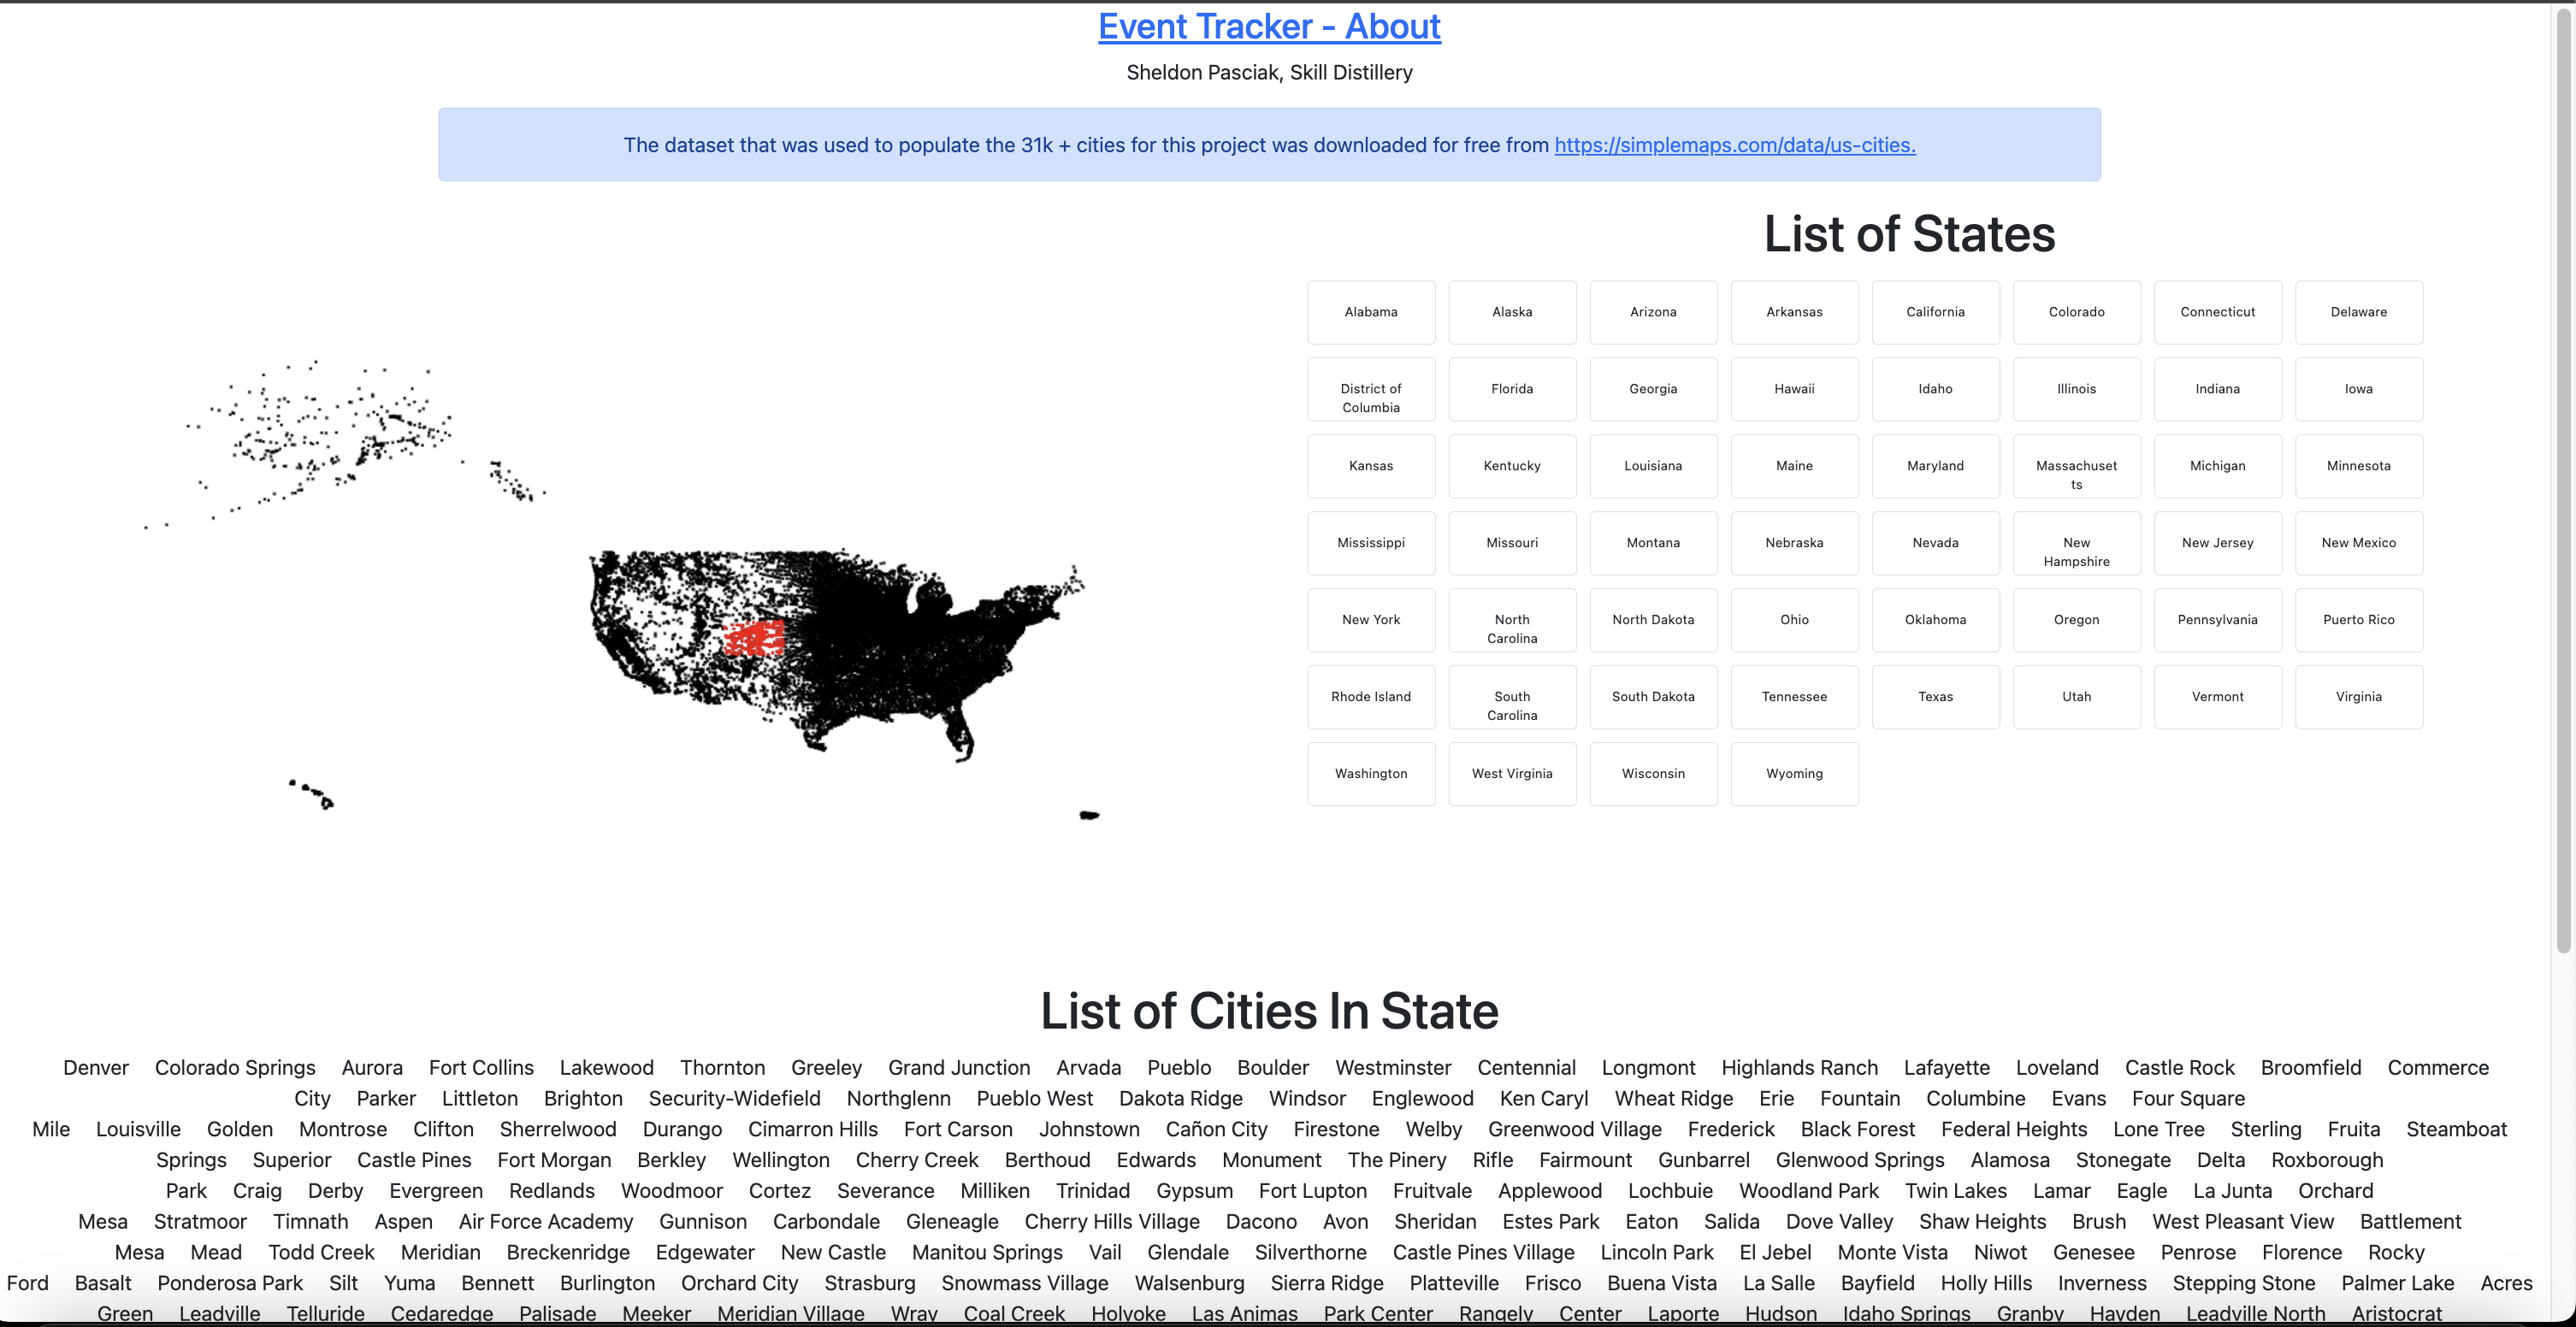 Event Tracker - About
Sheldon Pasciak, Skill Distillery
The dataset that was used to populate the 31k + cities for this project was downloaded for free from https://simplemaps.com/data/us-cities.
List of States
Alabama Alaska Arizona Arkansas California Colorado Connecticut Delaware
District of Columbia Florida Georgia Hawaii Idaho Illinois Indiana Iowa
Kansas Kentucky Louisiana Maine Maryland Massachuset
ts Michigan Minnesota
Mississippi Missouri Montana Nebraska Nevada New Hampshire New Jersey New Mexico
New York North Carolina North Dakota Ohio Oklahoma Oregon Pennsylvania Puerto Rico
Rhode Island South Carolina South Dakota Tennessee Texas Utah Vermont Virginia
Washington West Virginia Wisconsin Wyoming
List of Cities In State
Denver Colorado Springs Aurora Fort Collins Lakewood Thornton Greeley Grand Junction Arvada Pueblo Boulder Westminster Centennial Longmont Highlands Ranch Lafayette Loveland Castle Rock Broomfield Commerce
City Parker Littleton Brighton Security-Widefield Northglenn Pueblo West Dakota Ridge Windsor Englewood Ken Caryl Wheat Ridge Erie Fountain Columbine Evans Four Square
Mile Louisville Golden Montrose Clifton Sherrelwood Durango Cimarron Hills Fort Carson Johnstown Cañon City Firestone Welby Greenwood Village Frederick Black Forest Federal Heights Lone Tree Sterling Fruita Steamboat
Springs Superior Castle Pines Fort Morgan Berkley Wellington Cherry Creek Berthoud Edwards Monument The Pinery Rifle Fairmount Gunbarrel Glenwood Springs Alamosa Stonegate Delta Roxborough
Park Craig Derby Evergreen Redlands Woodmoor Cortez Severance Milliken Trinidad Gypsum Fort Lupton Fruitvale Applewood Lochbuie Woodland Park Twin Lakes Lamar Eagle La Junta Orchard
Mesa Stratmoor Timnath Aspen Air Force Academy Gunnison Carbondale Gleneagle Cherry Hills Village Dacono Avon Sheridan Estes Park Eaton Salida Dove Valley Shaw Heights Brush West Pleasant View Battlement
Mesa Mead Todd Creek Meridian Breckenridge Edgewater New Castle Manitou Springs Vail Glendale Silverthorne Castle Pines Village Lincoln Park El Jebel Monte Vista Niwot Genesee Penrose Florence Rocky
Ford Basalt Ponderosa Park Silt Yuma Bennett Burlington Orchard City Strasburg Snowmass Village Walsenburg Sierra Ridge Platteville Frisco Buena Vista La Salle Bayfield Holly Hills Inverness Stepping Stone Palmer Lake Acres
Green Leadville Telluride Cedaredge Palisade Meeker Meridian Village Wray Coal Creek Holyoke Las Animas Park Center Rangely Center Laporte Hudson Idaho Springs Granby Hayden Leadville North Aristocrat